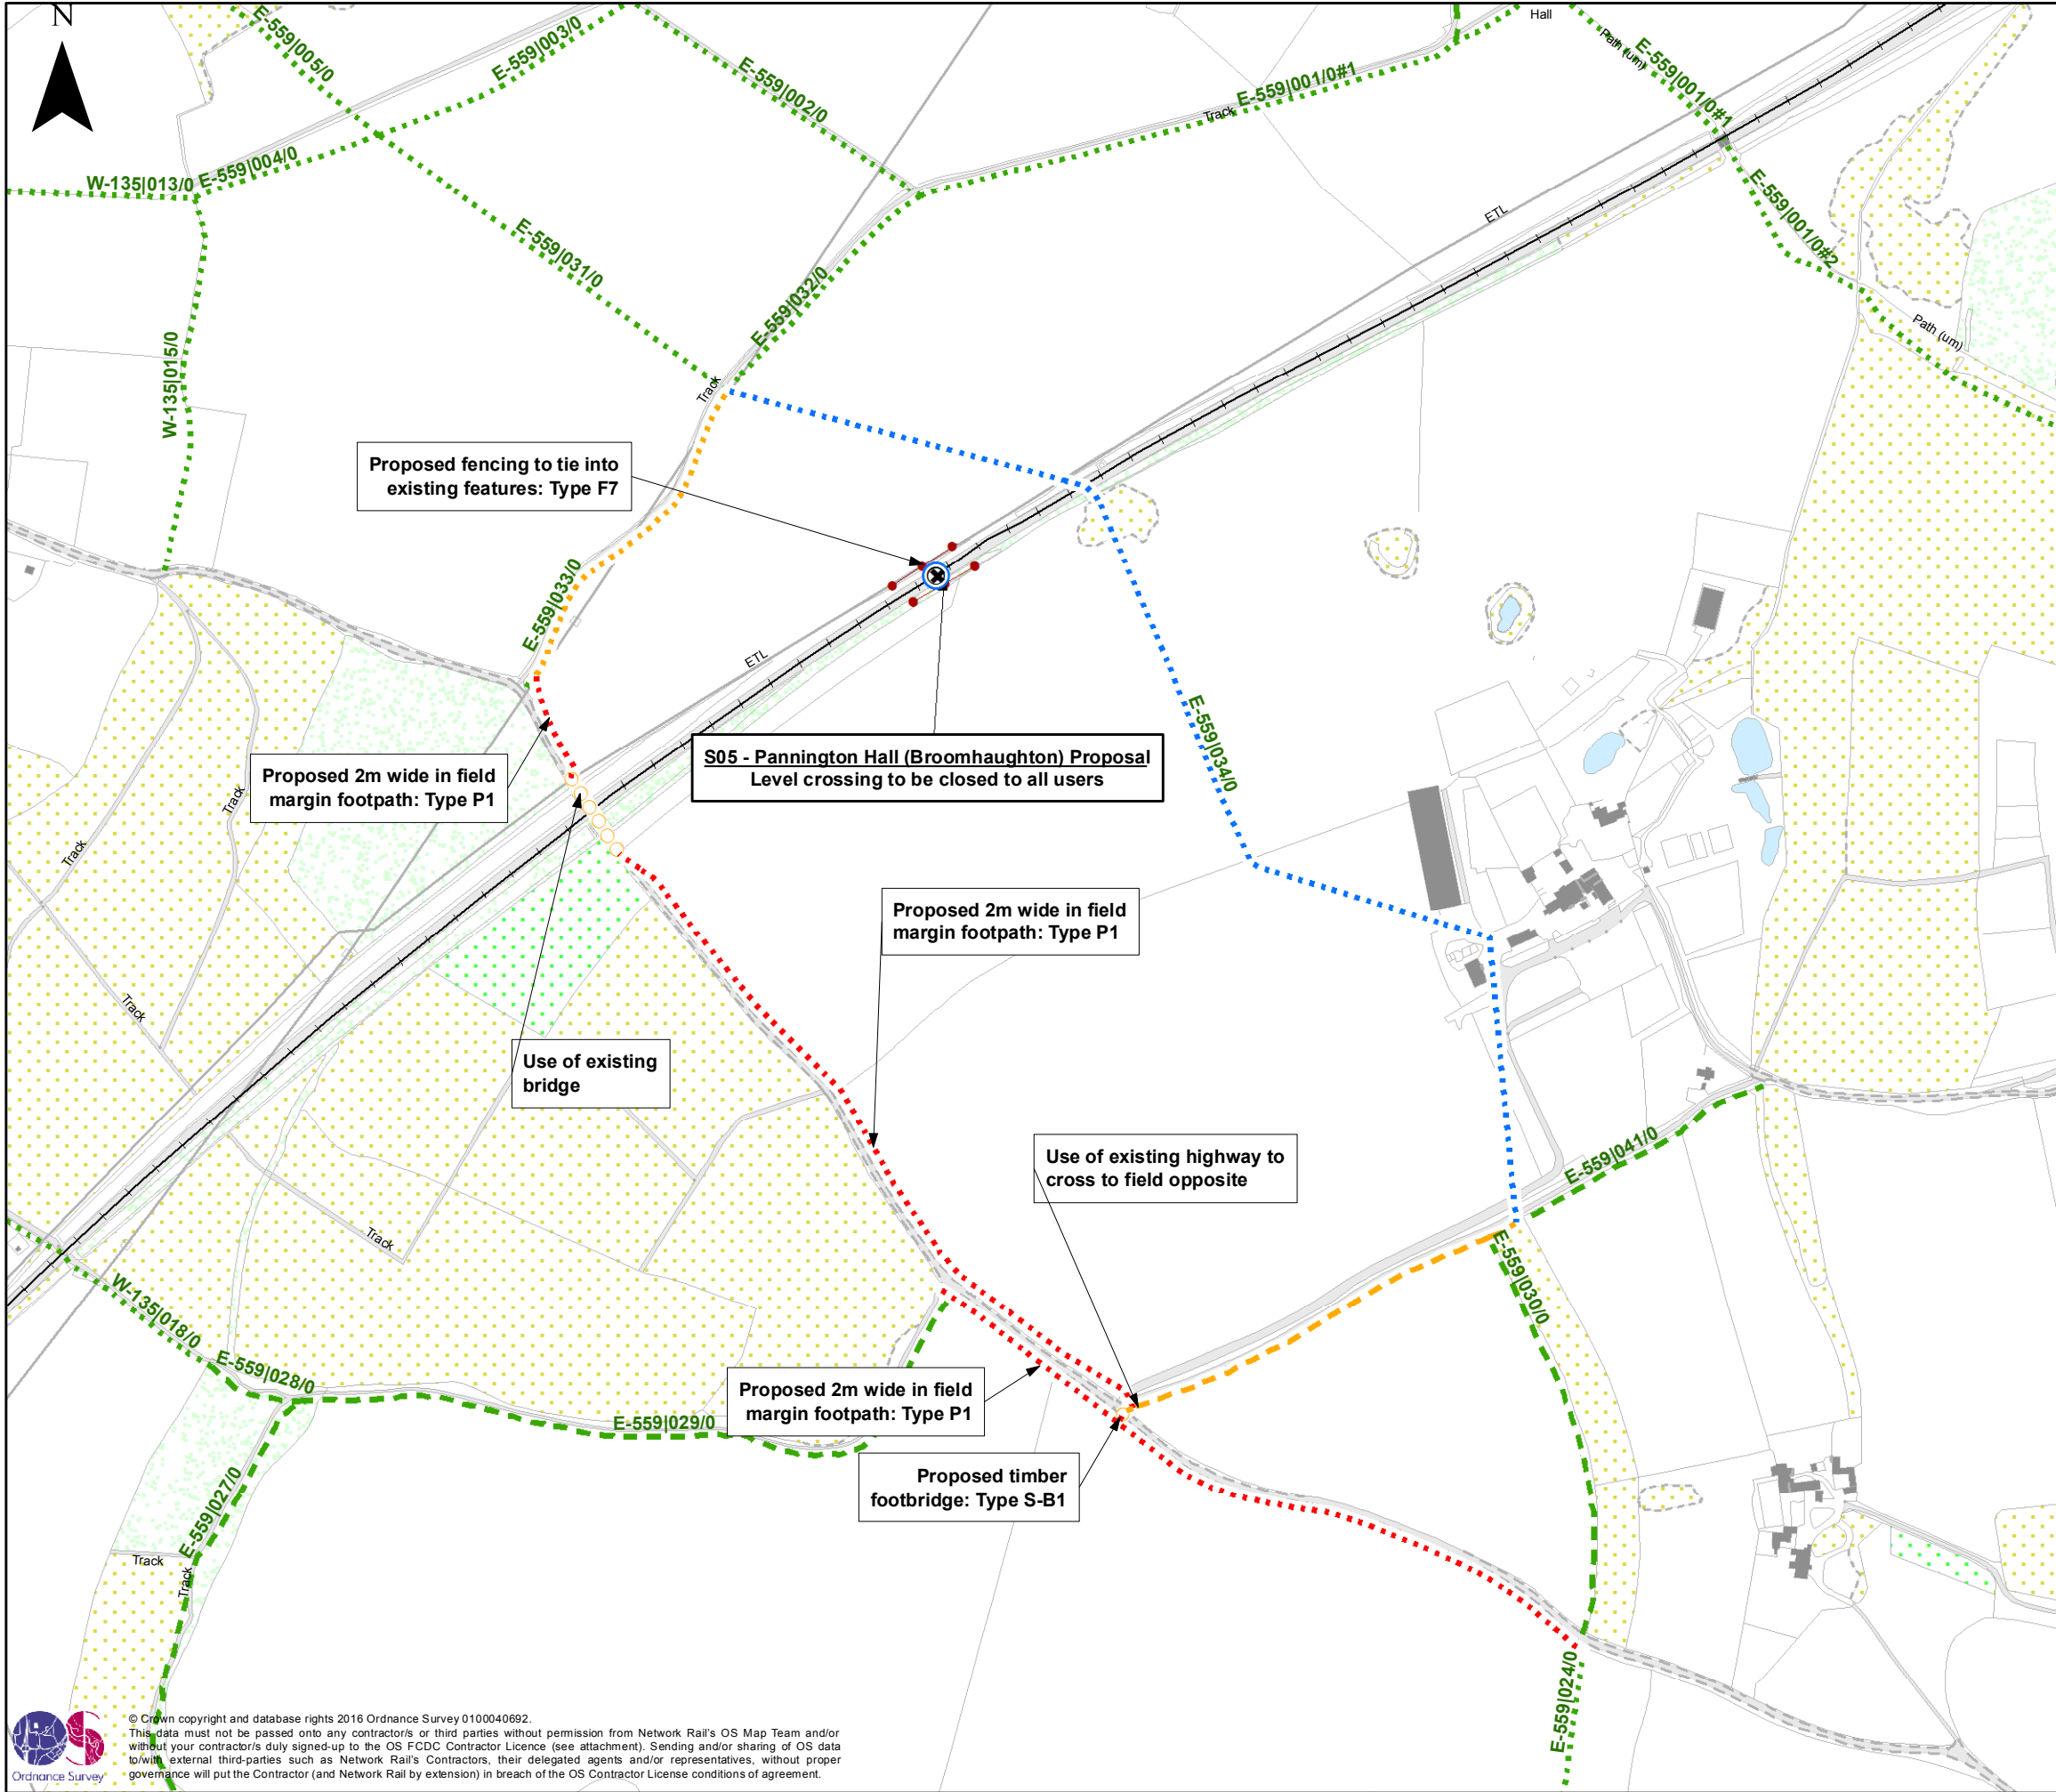 N
Hall
E-559|005/0
E-559|003/0
E-559|002/0
E-559|001/0#1
Track
Path (um)
E-559|001/0#1
W-135|013/0
E-559|004/0
E-559|031/0
E-559|032/0
ETL
E-559|001/0#2
Path (um)
W-135|015/0
Track
Proposed fencing to tie into
existing features: Type F7
E-559|033/0
ETL
E-559|034/0
S05 - Pannington Hall (Broomhaughton) Proposal
Level crossing to be closed to all users
Proposed 2m wide in field
margin footpath: Type P1
Track
Track
Track
Proposed 2m wide in field
margin footpath: Type P1
Use of existing
bridge
Use of existing highway to
cross to field opposite
E-559|041/0
Track
E-559|030/0
W-135|018/0
E-559|028/0
E-559|029/0
Proposed 2m wide in field
margin footpath: Type P1
Proposed timber
footbridge: Type S-B1
E-559|027/0
Track
Track
E-559|024/0
Ordnance Survey
© Crown copyright and database rights 2016 Ordnance Survey 0100040692.
This data must not be passed onto any contractor/s or third parties without permission from Network Rail's OS Map Team and/or
without your contractor/s duly signed-up to the OS FCDC Contractor Licence (see attachment). Sending and/or sharing of OS data
to/with external third-parties such as Network Rail's Contractors, their delegated agents and/or representatives, without proper
governance will put the Contractor (and Network Rail by extension) in breach of the OS Contractor License conditions of agreement.